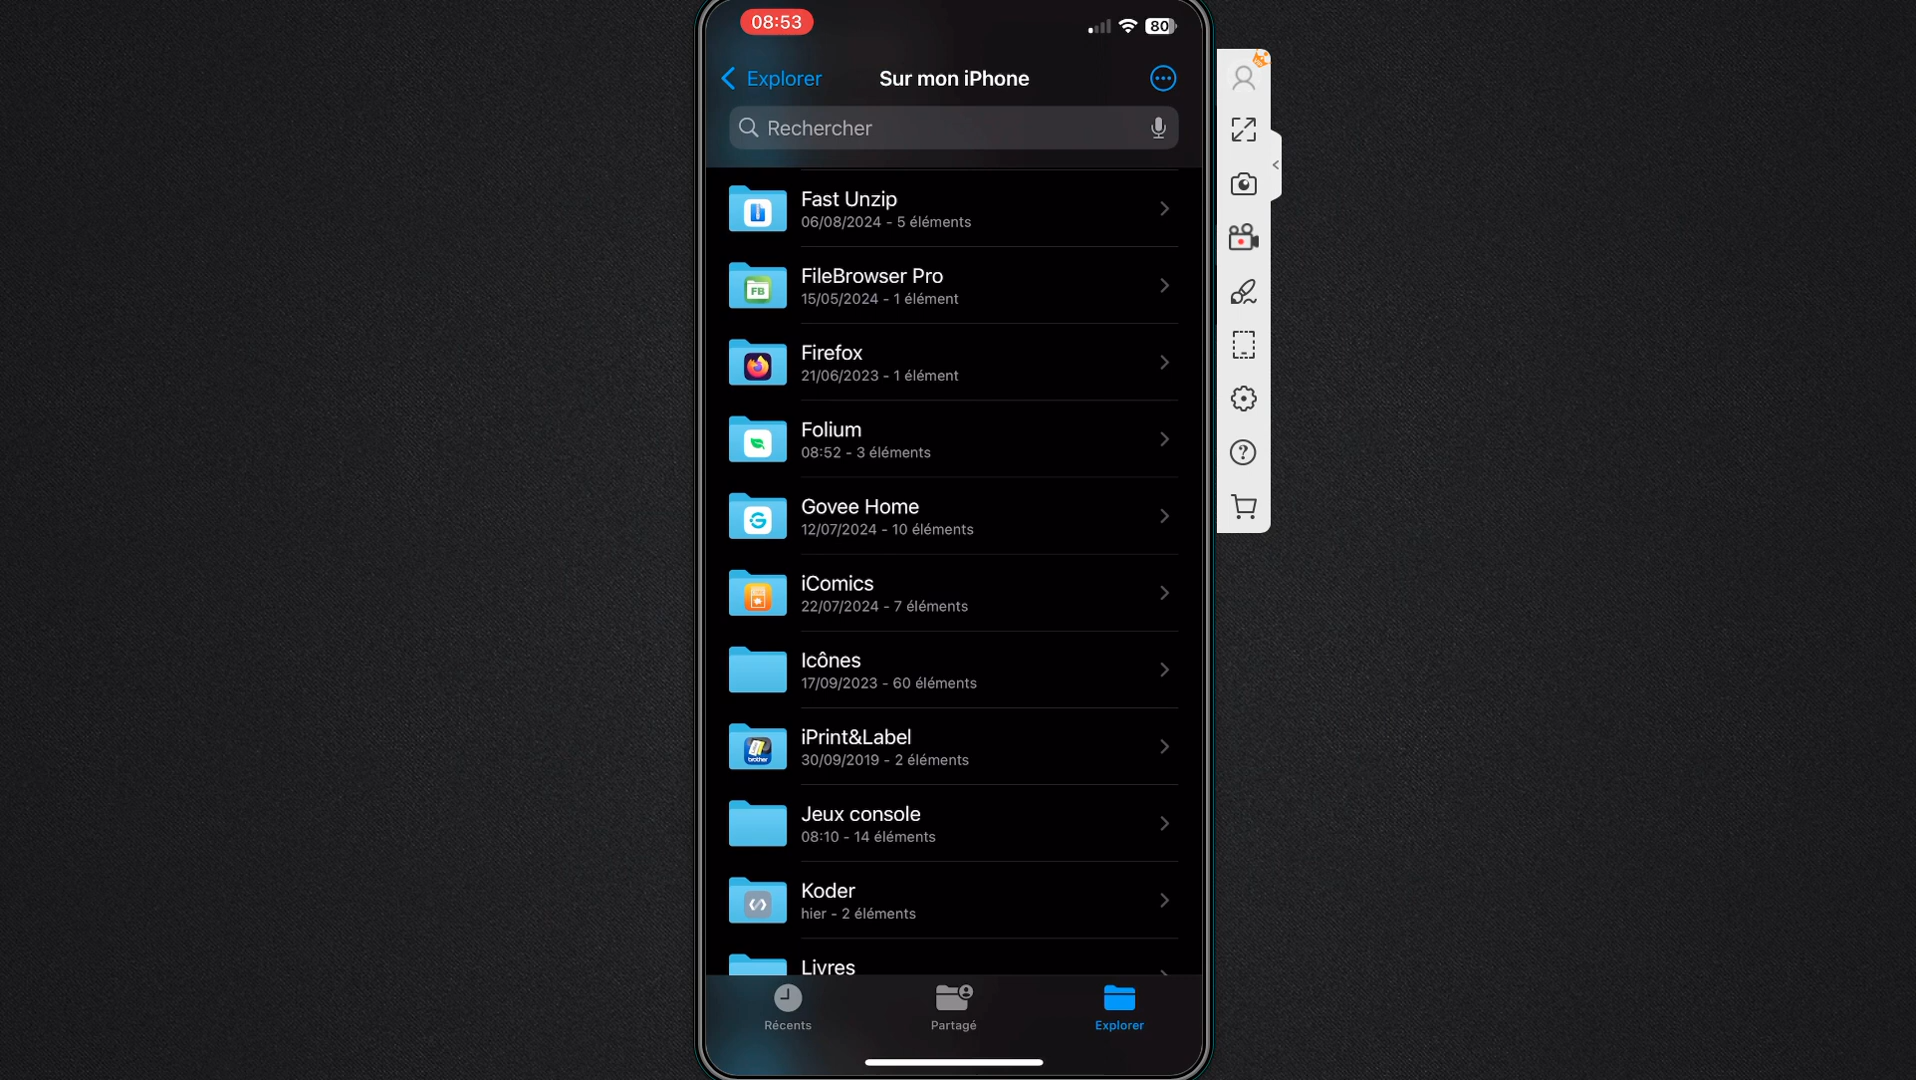 08:53
80
Explorer
Sur mon iPhone
Rechercher
Fast Unzip
06/08/2024 - 5 éléments
FileBrowser Pro
15/05/2024 - 1 élément
FB
Firefox
21/06/2023 - 1 élément
Folium
08:52 - 3 éléments
Govee Home
12/07/2024 - 10 éléments
iComics
22/07/2024 - 7 éléments
Icônes
17/09/2023 - 60 éléments
iPrint&Label
30/09/2019 - 2 éléments
brother
Jeux console
08:10 - 14 éléments
Koder
hier - 2 éléments
Livres
Récents
Partagé
Explorer